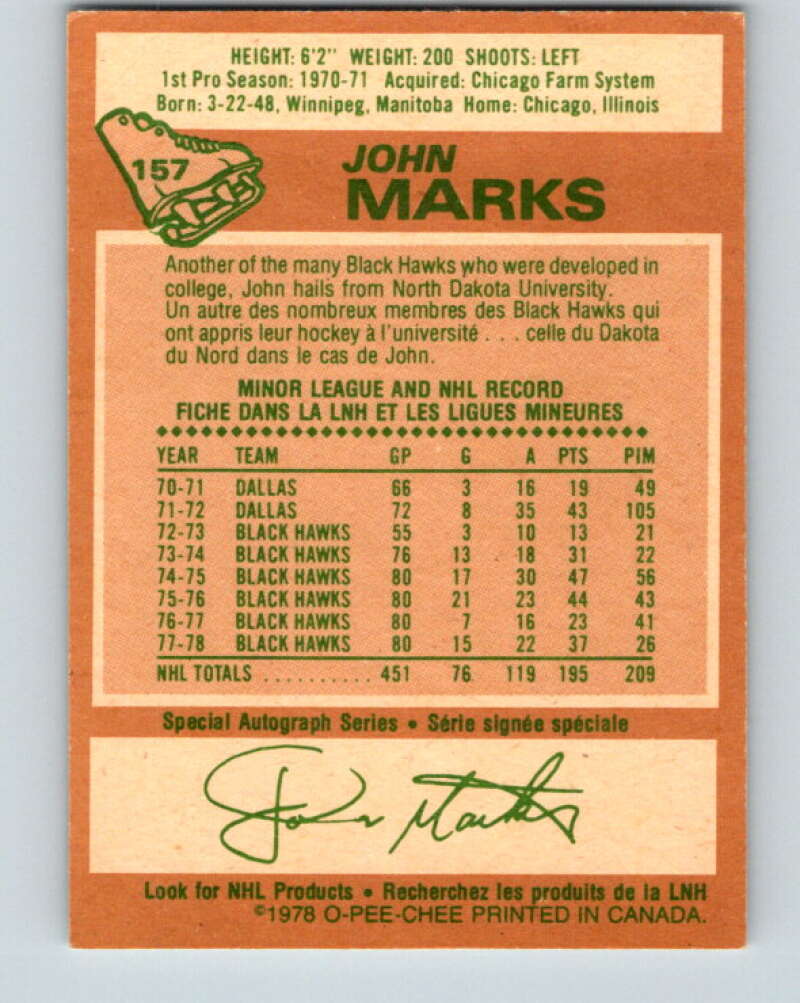 HEIGHT: 6'2" WEIGHT: 200 SHOOTS: LEFT
1st Pro Season: 1970-71 Acquired: Chicago Farm System
Born: 3-22-48, Winnipeg, Manitoba Home: Chicago, Illinois
157
JOHN
MARKS
Another of the many Black Hawks who were developed in
college, John hails from North Dakota University.
Un autre des nombreux membres des Black Hawks qui
ont appris leur hockey à l'université . . . celle du Dakota
du Nord dans le cas de John.
MINOR LEAGUE AND NHL RECORD
FICHE DANS LA LNH ET LES LIGUES MINEURES
YEAR TEAM GP G A PTS PIM
70-71 DALLAS 66 3 16 19 49
71-72 DALLAS 72 8 35 43 105
72-73 BLACK HAWKS 55 3 10 13 21
73-74 BLACK HAWKS 76 13 18 31 22
74-75 BLACK HAWKS 80 17 30 47 56
75-76 BLACK HAWKS 80 21 23 44 43
76-77 BLACK HAWKS 80 7 16 23 41
77-78 BLACK HAWKS 80 15 22 37 26
NHL TOTALS .......... 451 76 119 195 209
Special Autograph Series • Série signée spéciale
John Marks
Look for NHL Products • Recherchez les produits de la LNH
©1978 O-PEE-CHEE PRINTED IN CANADA.